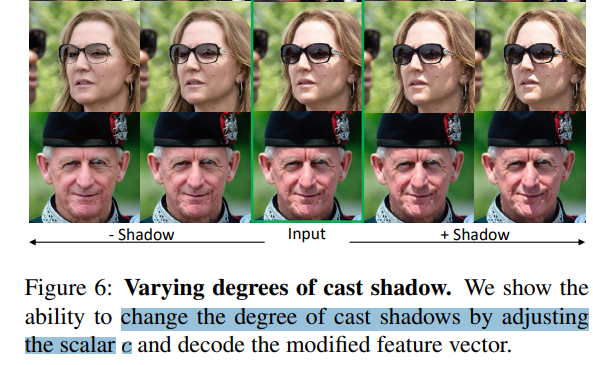 - Shadow Input + Shadow
Figure 6: Varying degrees of cast shadow. We show the
ability to change the degree of cast shadows by adjusting
the scalar c and decode the modified feature vector.